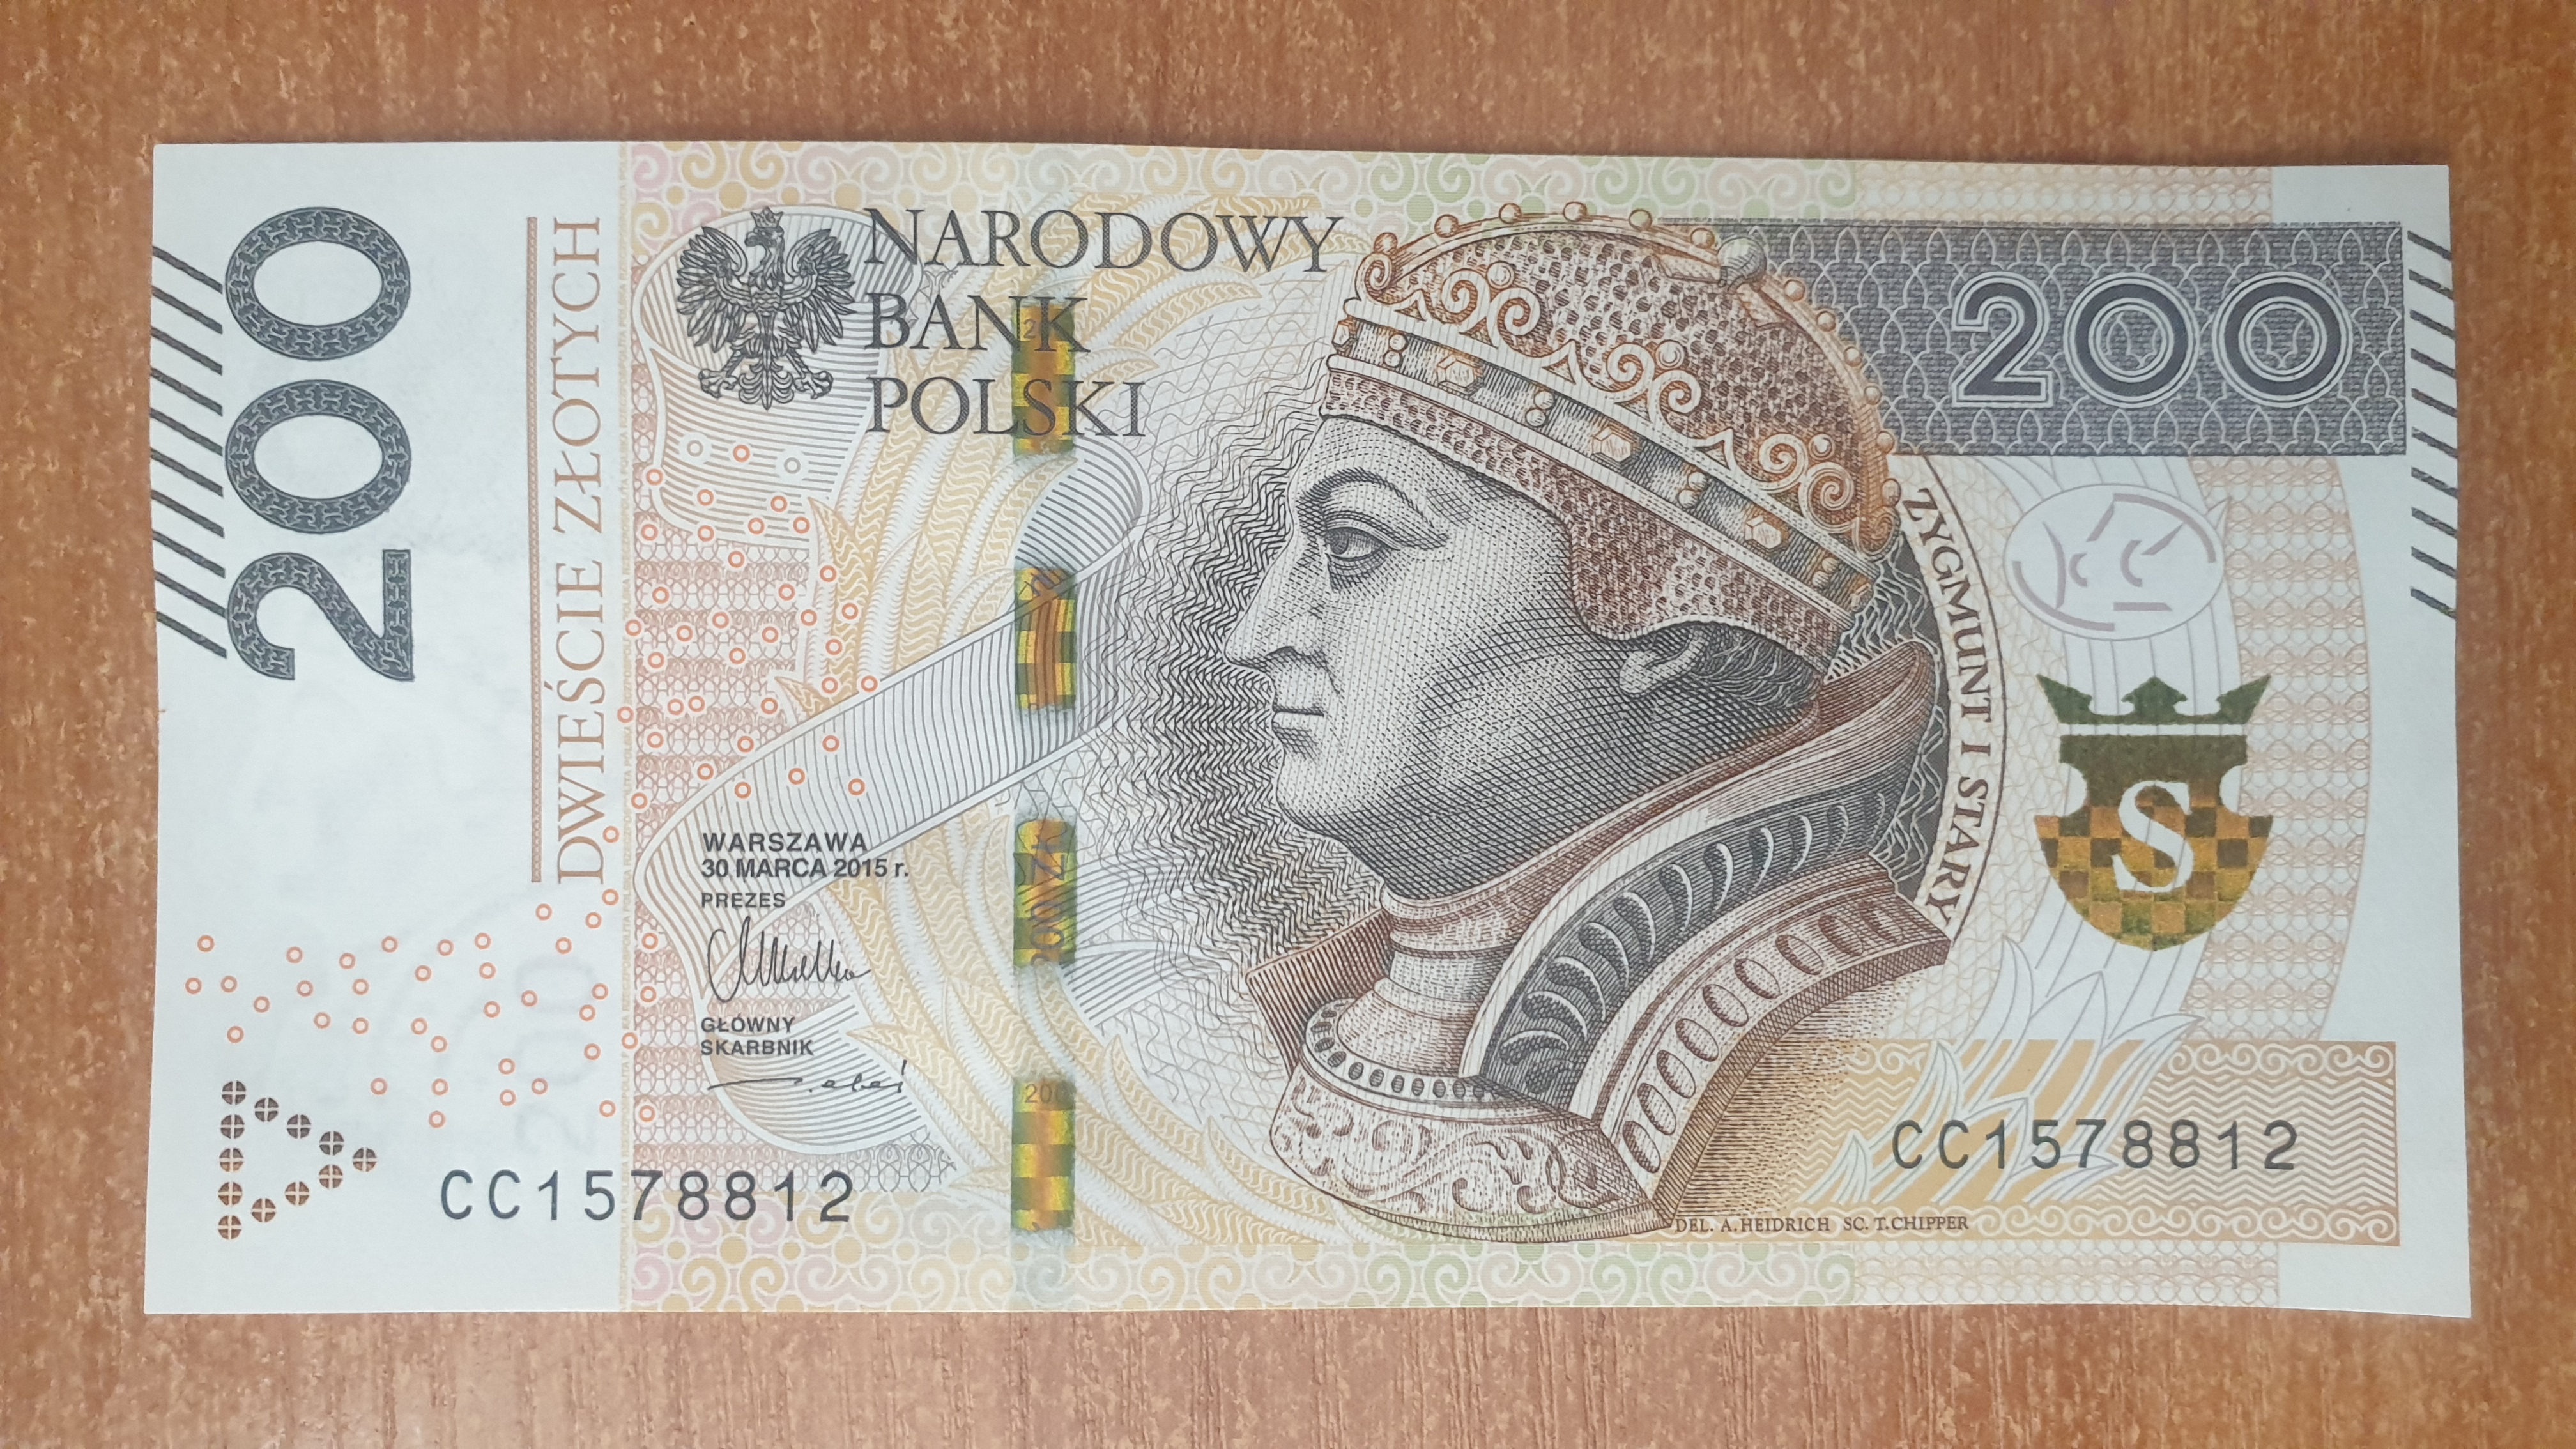 200
DWIEŚCIE ZŁOTYCH
NARODOWY
BANK
POLSKI
200
ZYGMUNT I STARY
S
WARSZAWA
30 MARCA 2015 r.
PREZES
GŁÓWNY
SKARBNIK
200
CC1578812
CC1578812
DEL. A. HEIDRICH SC. T. CHIPPER